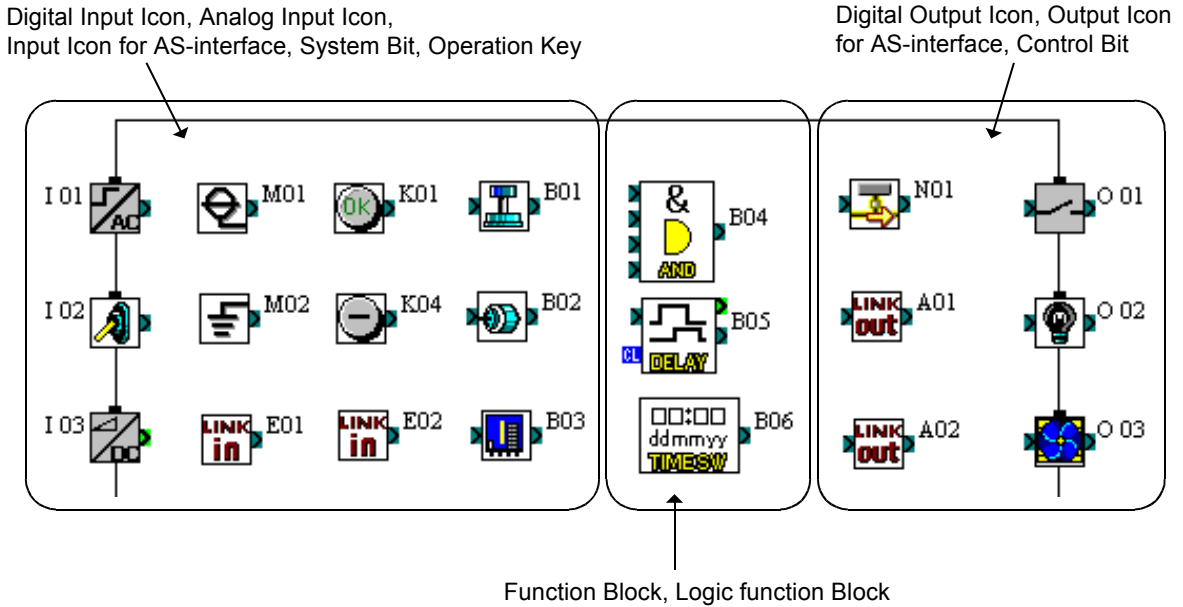 Digital Input Icon, Analog Input Icon,
Input Icon for AS-interface, System Bit, Operation Key
Digital Output Icon, Output Icon
for AS-interface, Control Bit
I 01
AC
M01
OK
K01
B01
I 02
M02
K04
B02
I 03
DC
LINK
in
E01
LINK
in
E02
B03
&
AND
B04
CL
DELAY
B05
ddmmyy
TIMESW
B06
N01
O 01
LINK
out
A01
O 02
LINK
out
A02
O 03
Function Block, Logic function Block